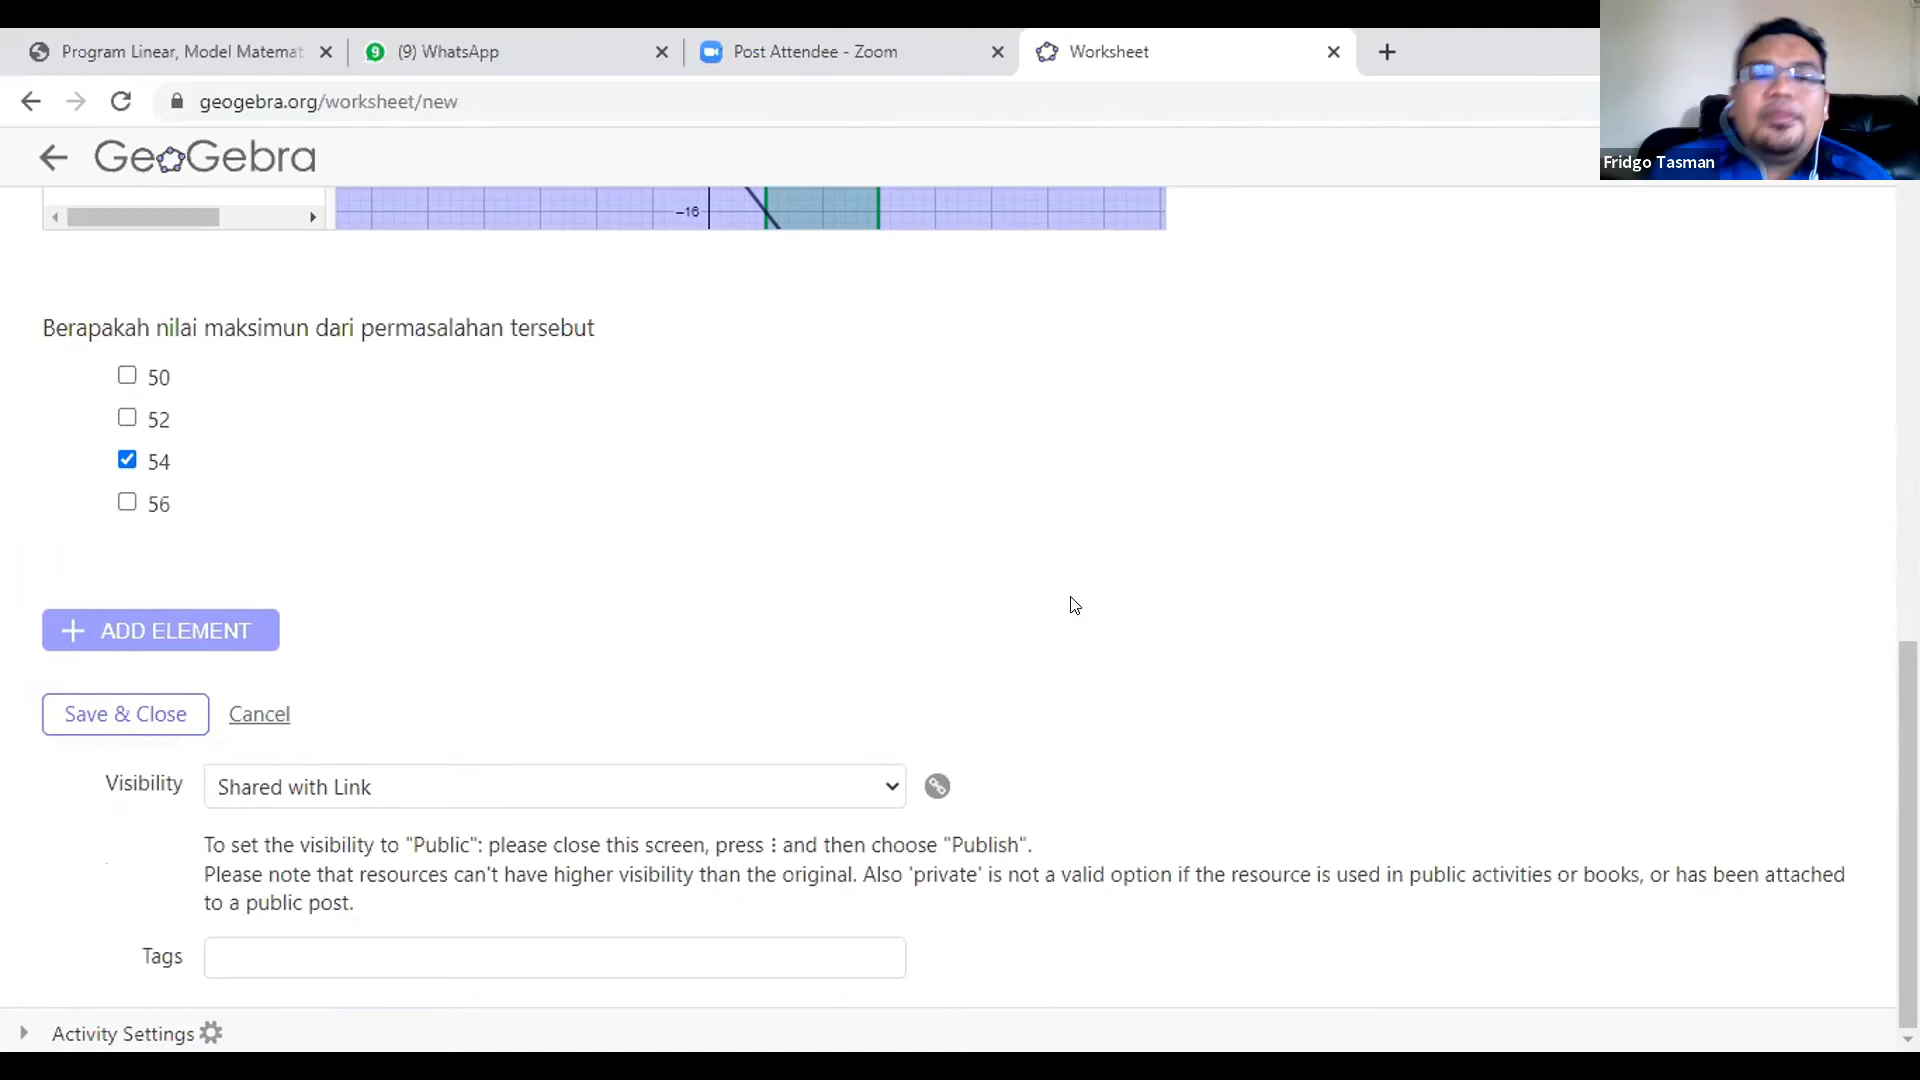 Program Linear, Model Matemat
9
(9) WhatsApp
Post Attendee - Zoom
Worksheet
geogebra.org/worksheet/new
Fridgo Tasman
GeoGebra
−16
Berapakah nilai maksimun dari permasalahan tersebut
50
52
54
56
ADD ELEMENT
Save & Close
Cancel
Visibility
Shared with Link
To set the visibility to "Public": please close this screen, press ⋮ and then choose "Publish".
Please note that resources can't have higher visibility than the original. Also 'private' is not a valid option if the resource is used in public activities or books, or has been attached
to a public post.
Tags
Activity Settings